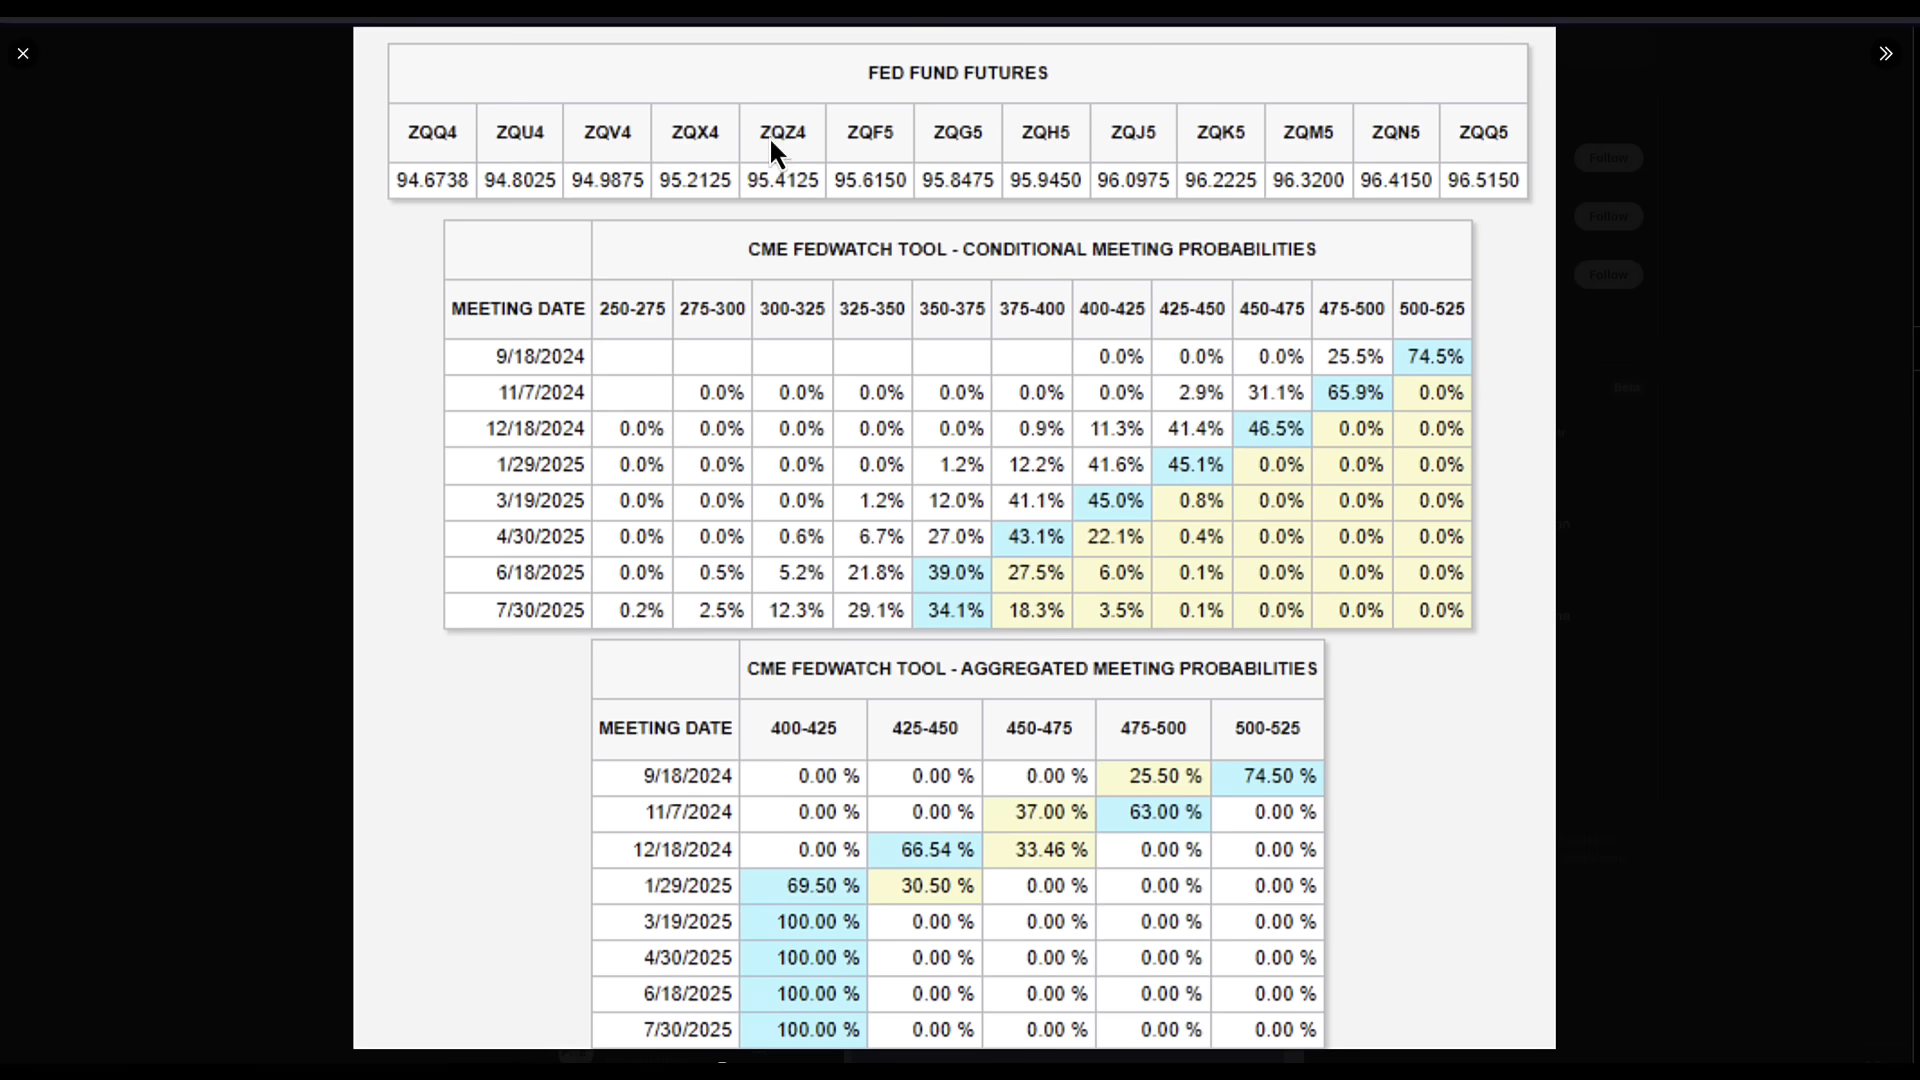 FED FUND FUTURES
ZQQ4 ZQU4 ZQV4 ZQX4 ZQZ4 ZQF5 ZQG5 ZQH5 ZQJ5 ZQK5 ZQM5 ZQN5 ZQQ5
94.6738 94.8025 94.9875 95.2125 95.4125 95.6150 95.8475 95.9450 96.0975 96.2225 96.3200 96.4150 96.5150
CME FEDWATCH TOOL - CONDITIONAL MEETING PROBABILITIES
MEETING DATE 250-275 275-300 300-325 325-350 350-375 375-400 400-425 425-450 450-475 475-500 500-525
9/18/2024 0.0% 0.0% 0.0% 25.5% 74.5%
11/7/2024 0.0% 0.0% 0.0% 0.0% 0.0% 0.0% 2.9% 31.1% 65.9% 0.0%
12/18/2024 0.0% 0.0% 0.0% 0.0% 0.0% 0.9% 11.3% 41.4% 46.5% 0.0% 0.0%
1/29/2025 0.0% 0.0% 0.0% 0.0% 1.2% 12.2% 41.6% 45.1% 0.0% 0.0% 0.0%
3/19/2025 0.0% 0.0% 0.0% 1.2% 12.0% 41.1% 45.0% 0.8% 0.0% 0.0% 0.0%
4/30/2025 0.0% 0.0% 0.6% 6.7% 27.0% 43.1% 22.1% 0.4% 0.0% 0.0% 0.0%
6/18/2025 0.0% 0.5% 5.2% 21.8% 39.0% 27.5% 6.0% 0.1% 0.0% 0.0% 0.0%
7/30/2025 0.2% 2.5% 12.3% 29.1% 34.1% 18.3% 3.5% 0.1% 0.0% 0.0% 0.0%
CME FEDWATCH TOOL - AGGREGATED MEETING PROBABILITIES
MEETING DATE 400-425 425-450 450-475 475-500 500-525
9/18/2024 0.00 % 0.00 % 0.00 % 25.50 % 74.50 %
11/7/2024 0.00 % 0.00 % 37.00 % 63.00 % 0.00 %
12/18/2024 0.00 % 66.54 % 33.46 % 0.00 % 0.00 %
1/29/2025 69.50 % 30.50 % 0.00 % 0.00 % 0.00 %
3/19/2025 100.00 % 0.00 % 0.00 % 0.00 % 0.00 %
4/30/2025 100.00 % 0.00 % 0.00 % 0.00 % 0.00 %
6/18/2025 100.00 % 0.00 % 0.00 % 0.00 % 0.00 %
7/30/2025 100.00 % 0.00 % 0.00 % 0.00 % 0.00 %
Follow
Follow
Follow
Beta